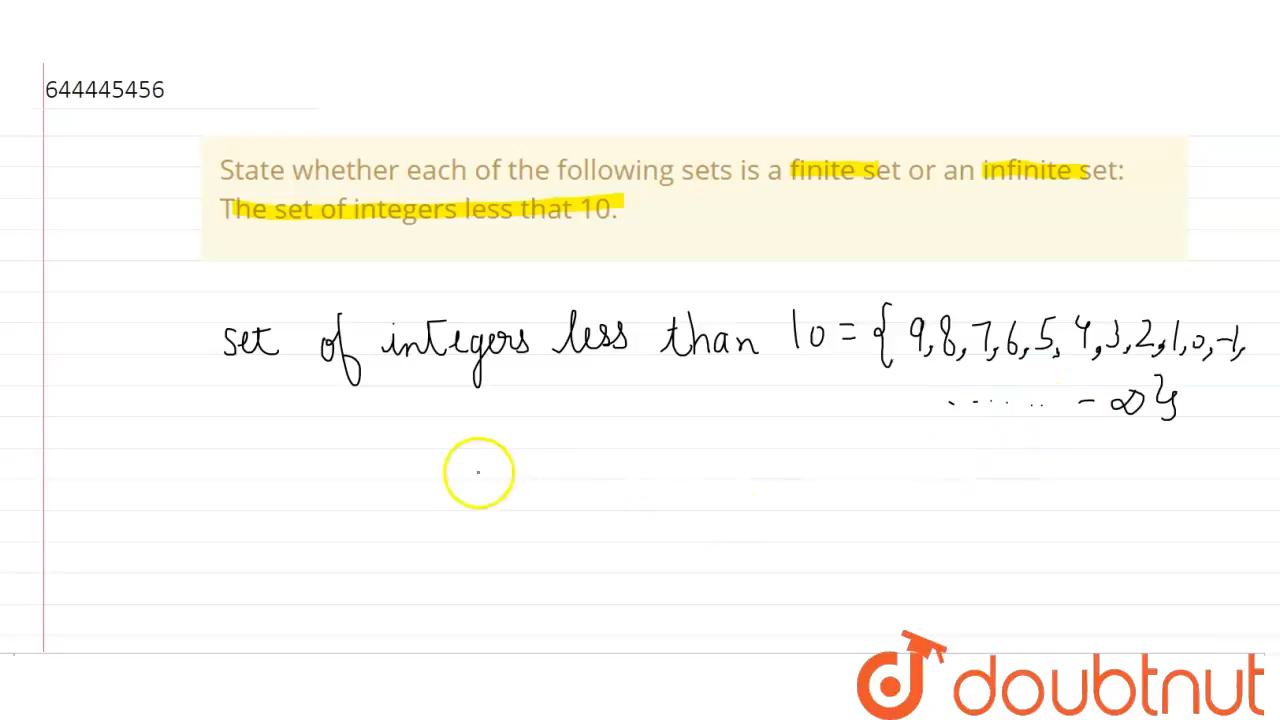 644445456
State whether each of the following sets is a finite set or an infinite set:
The set of integers less that 10.
set of integers less than 10 = { 9, 8, 7, 6, 5, 4, 3, 2, 1, 0, -1,
....... - ∞ }
doubtnut